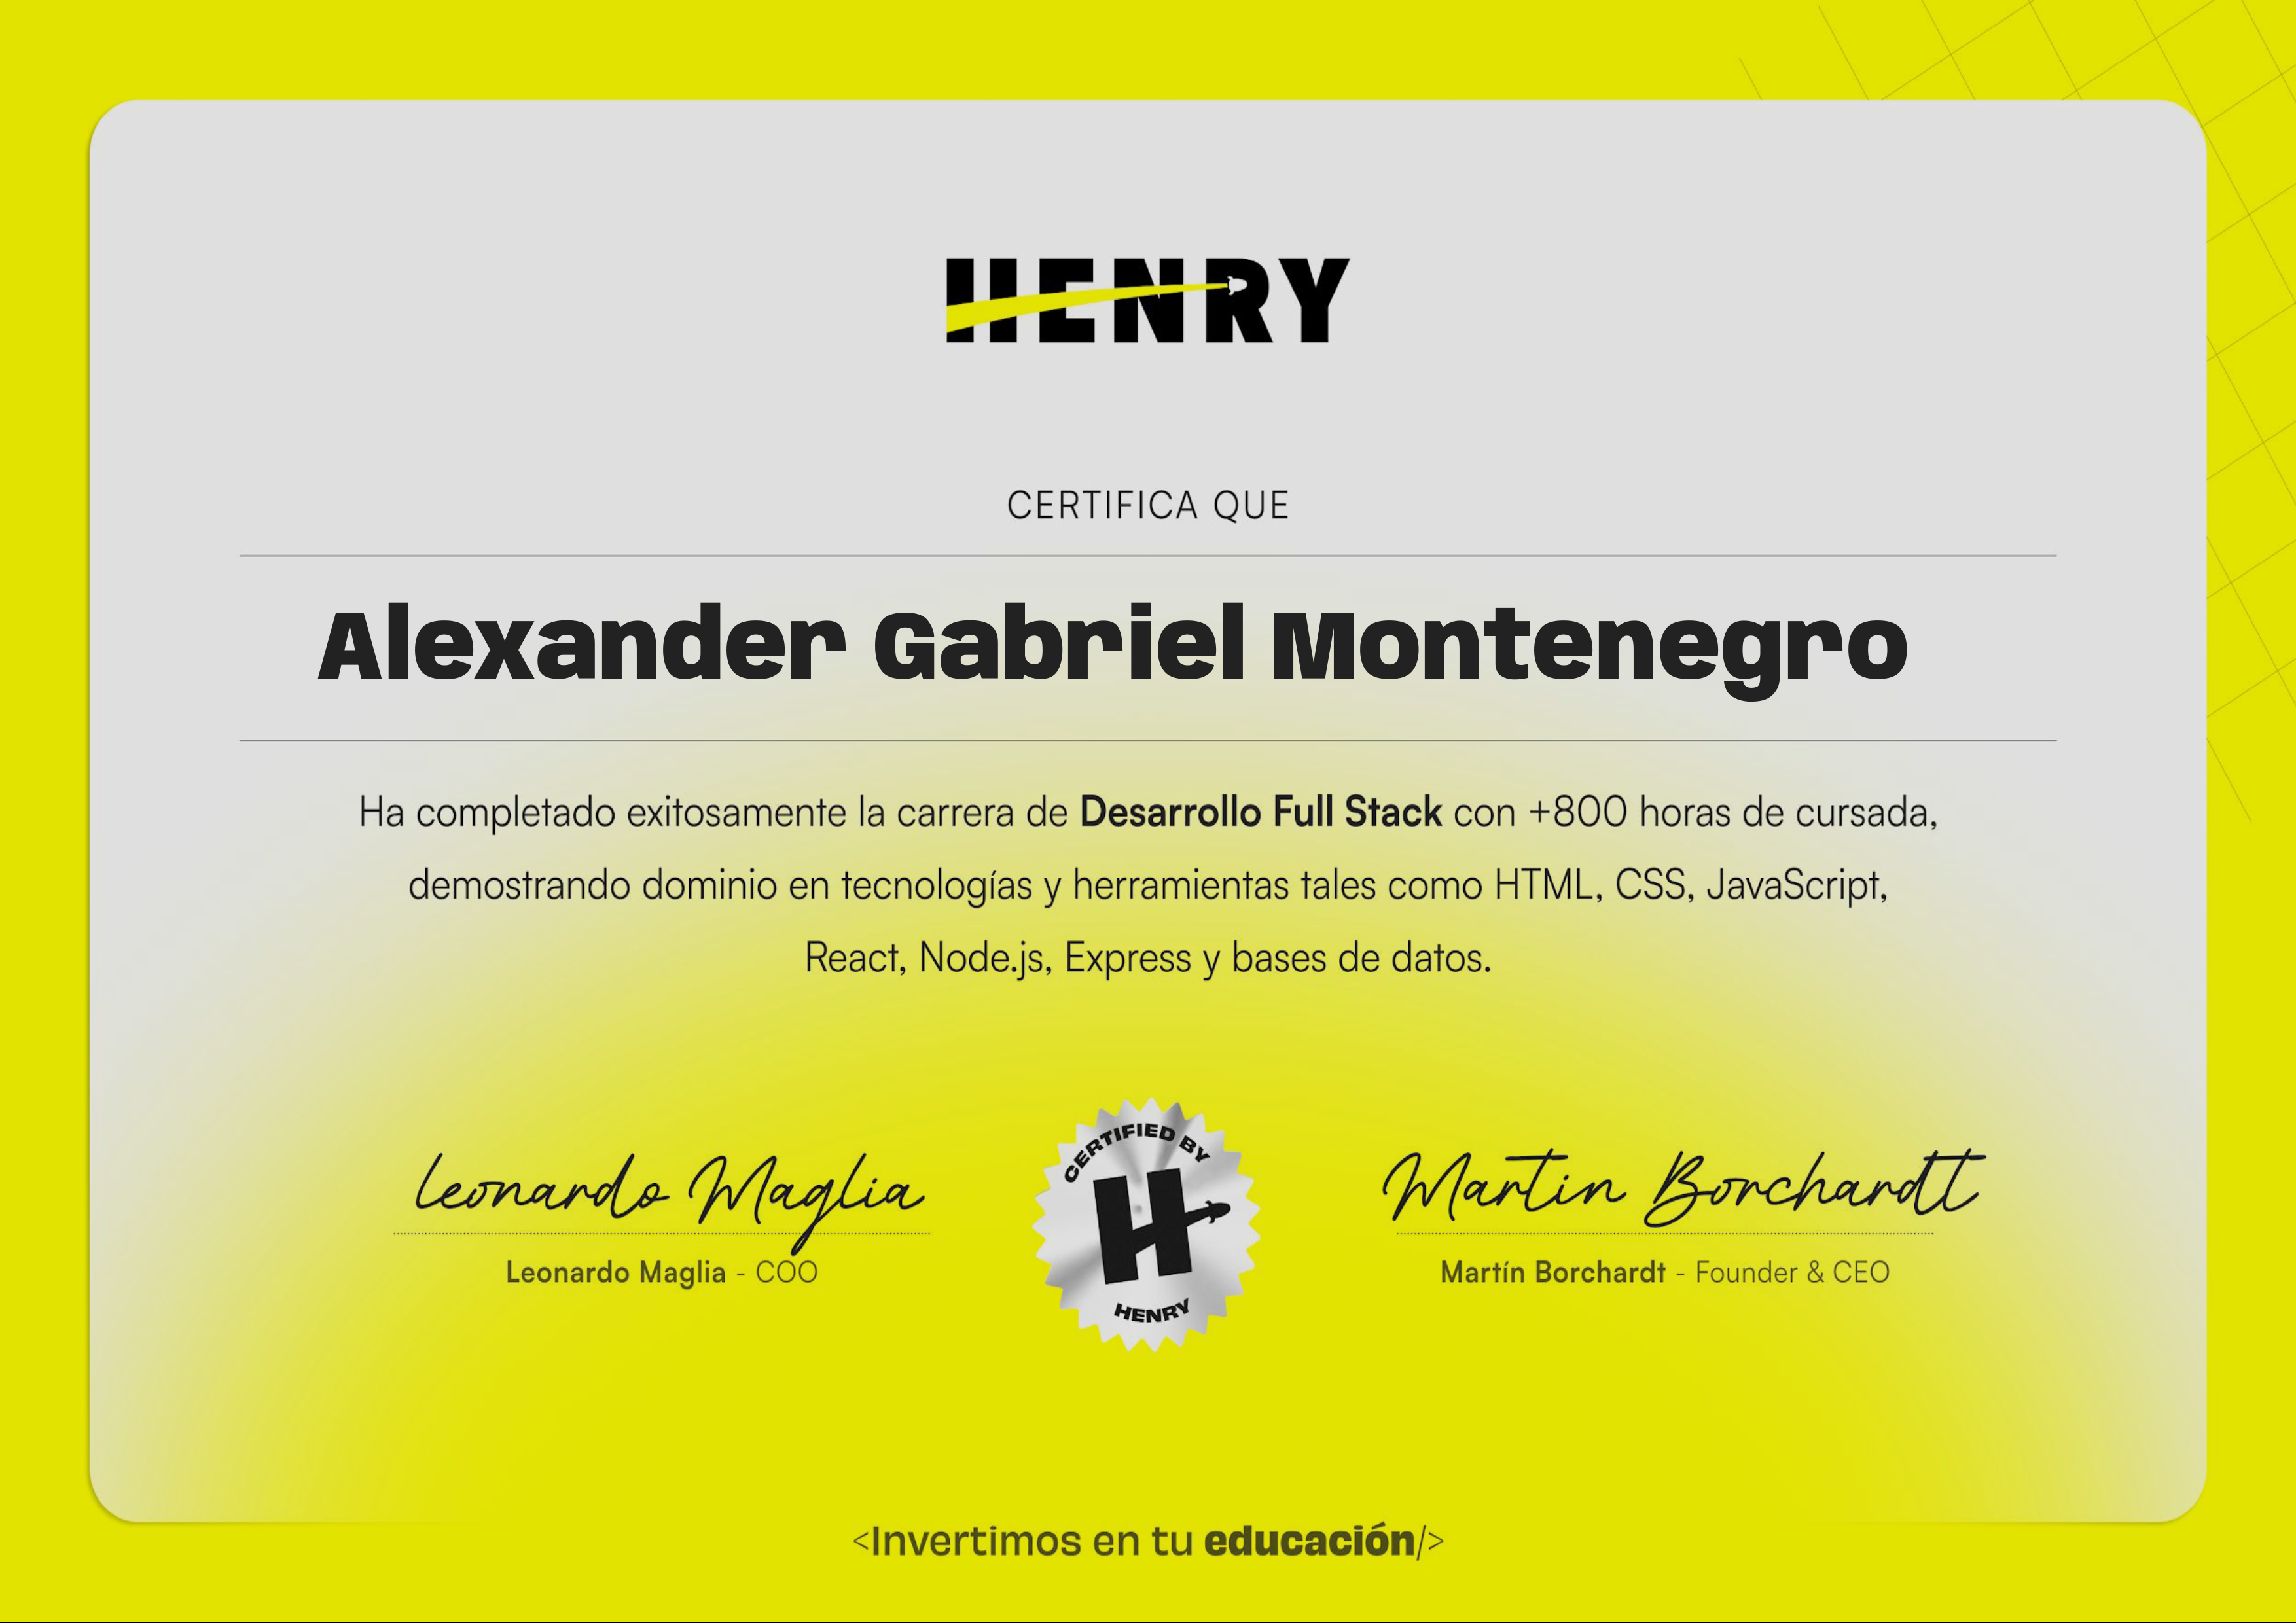 HENRY
CERTIFICA QUE
Alexander Gabriel Montenegro
Ha completado exitosamente la carrera de Desarrollo Full Stack con +800 horas de cursada,
demostrando dominio en tecnologías y herramientas tales como HTML, CSS, JavaScript,
React, Node.js, Express y bases de datos.
Leonardo Maglia
Leonardo Maglia - COO
CERTIFIED BY
H
HENRY
Martin Borchardt
Martín Borchardt - Founder & CEO
<Invertimos en tu educación/>